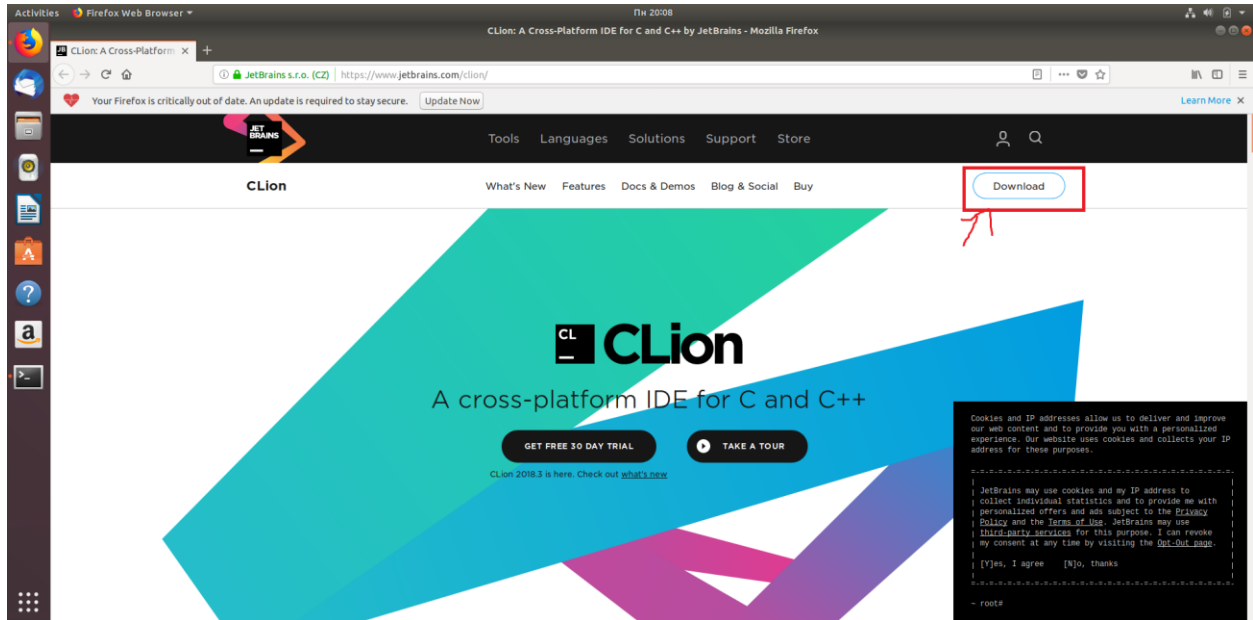 Activities Firefox Web Browser
Пн 20:08
CLion: A Cross-Platform IDE for C and C++ by JetBrains - Mozilla Firefox
CLion: A Cross-Platform
JetBrains s.r.o. (CZ) https://www.jetbrains.com/clion/
Your Firefox is critically out of date. An update is required to stay secure. Update Now Learn More
JET
BRAINS
Tools Languages Solutions Support Store
CLion What's New Features Docs & Demos Blog & Social Buy Download
CL
CLion
A cross-platform IDE for C and C++
GET FREE 30 DAY TRIAL TAKE A TOUR
CLion 2018.3 is here. Check out what's new
Cookies and IP addresses allow us to deliver and improve
our web content and to provide you with a personalized
experience. Our website uses cookies and collects your IP
address for these purposes.
JetBrains may use cookies and my IP address to
collect individual statistics and to provide me with
personalized offers and ads subject to the Privacy
Policy and the Terms of Use. JetBrains may use
third-party services for this purpose. I can revoke
my consent at any time by visiting the Opt-Out page.
[Y]es, I agree [N]o, thanks
~ root#